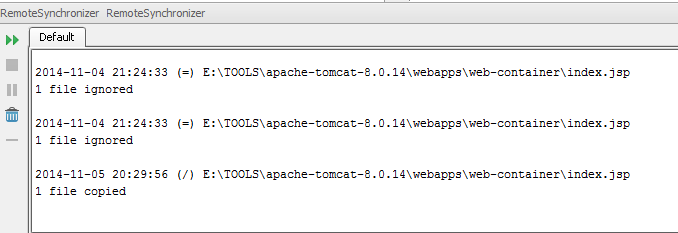 RemoteSynchronizer RemoteSynchronizer
Default
2014-11-04 21:24:33 (=) E:\TOOLS\apache-tomcat-8.0.14\webapps\web-container\index.jsp
1 file ignored
2014-11-04 21:24:33 (=) E:\TOOLS\apache-tomcat-8.0.14\webapps\web-container\index.jsp
1 file ignored
2014-11-05 20:29:56 (/) E:\TOOLS\apache-tomcat-8.0.14\webapps\web-container\index.jsp
1 file copied